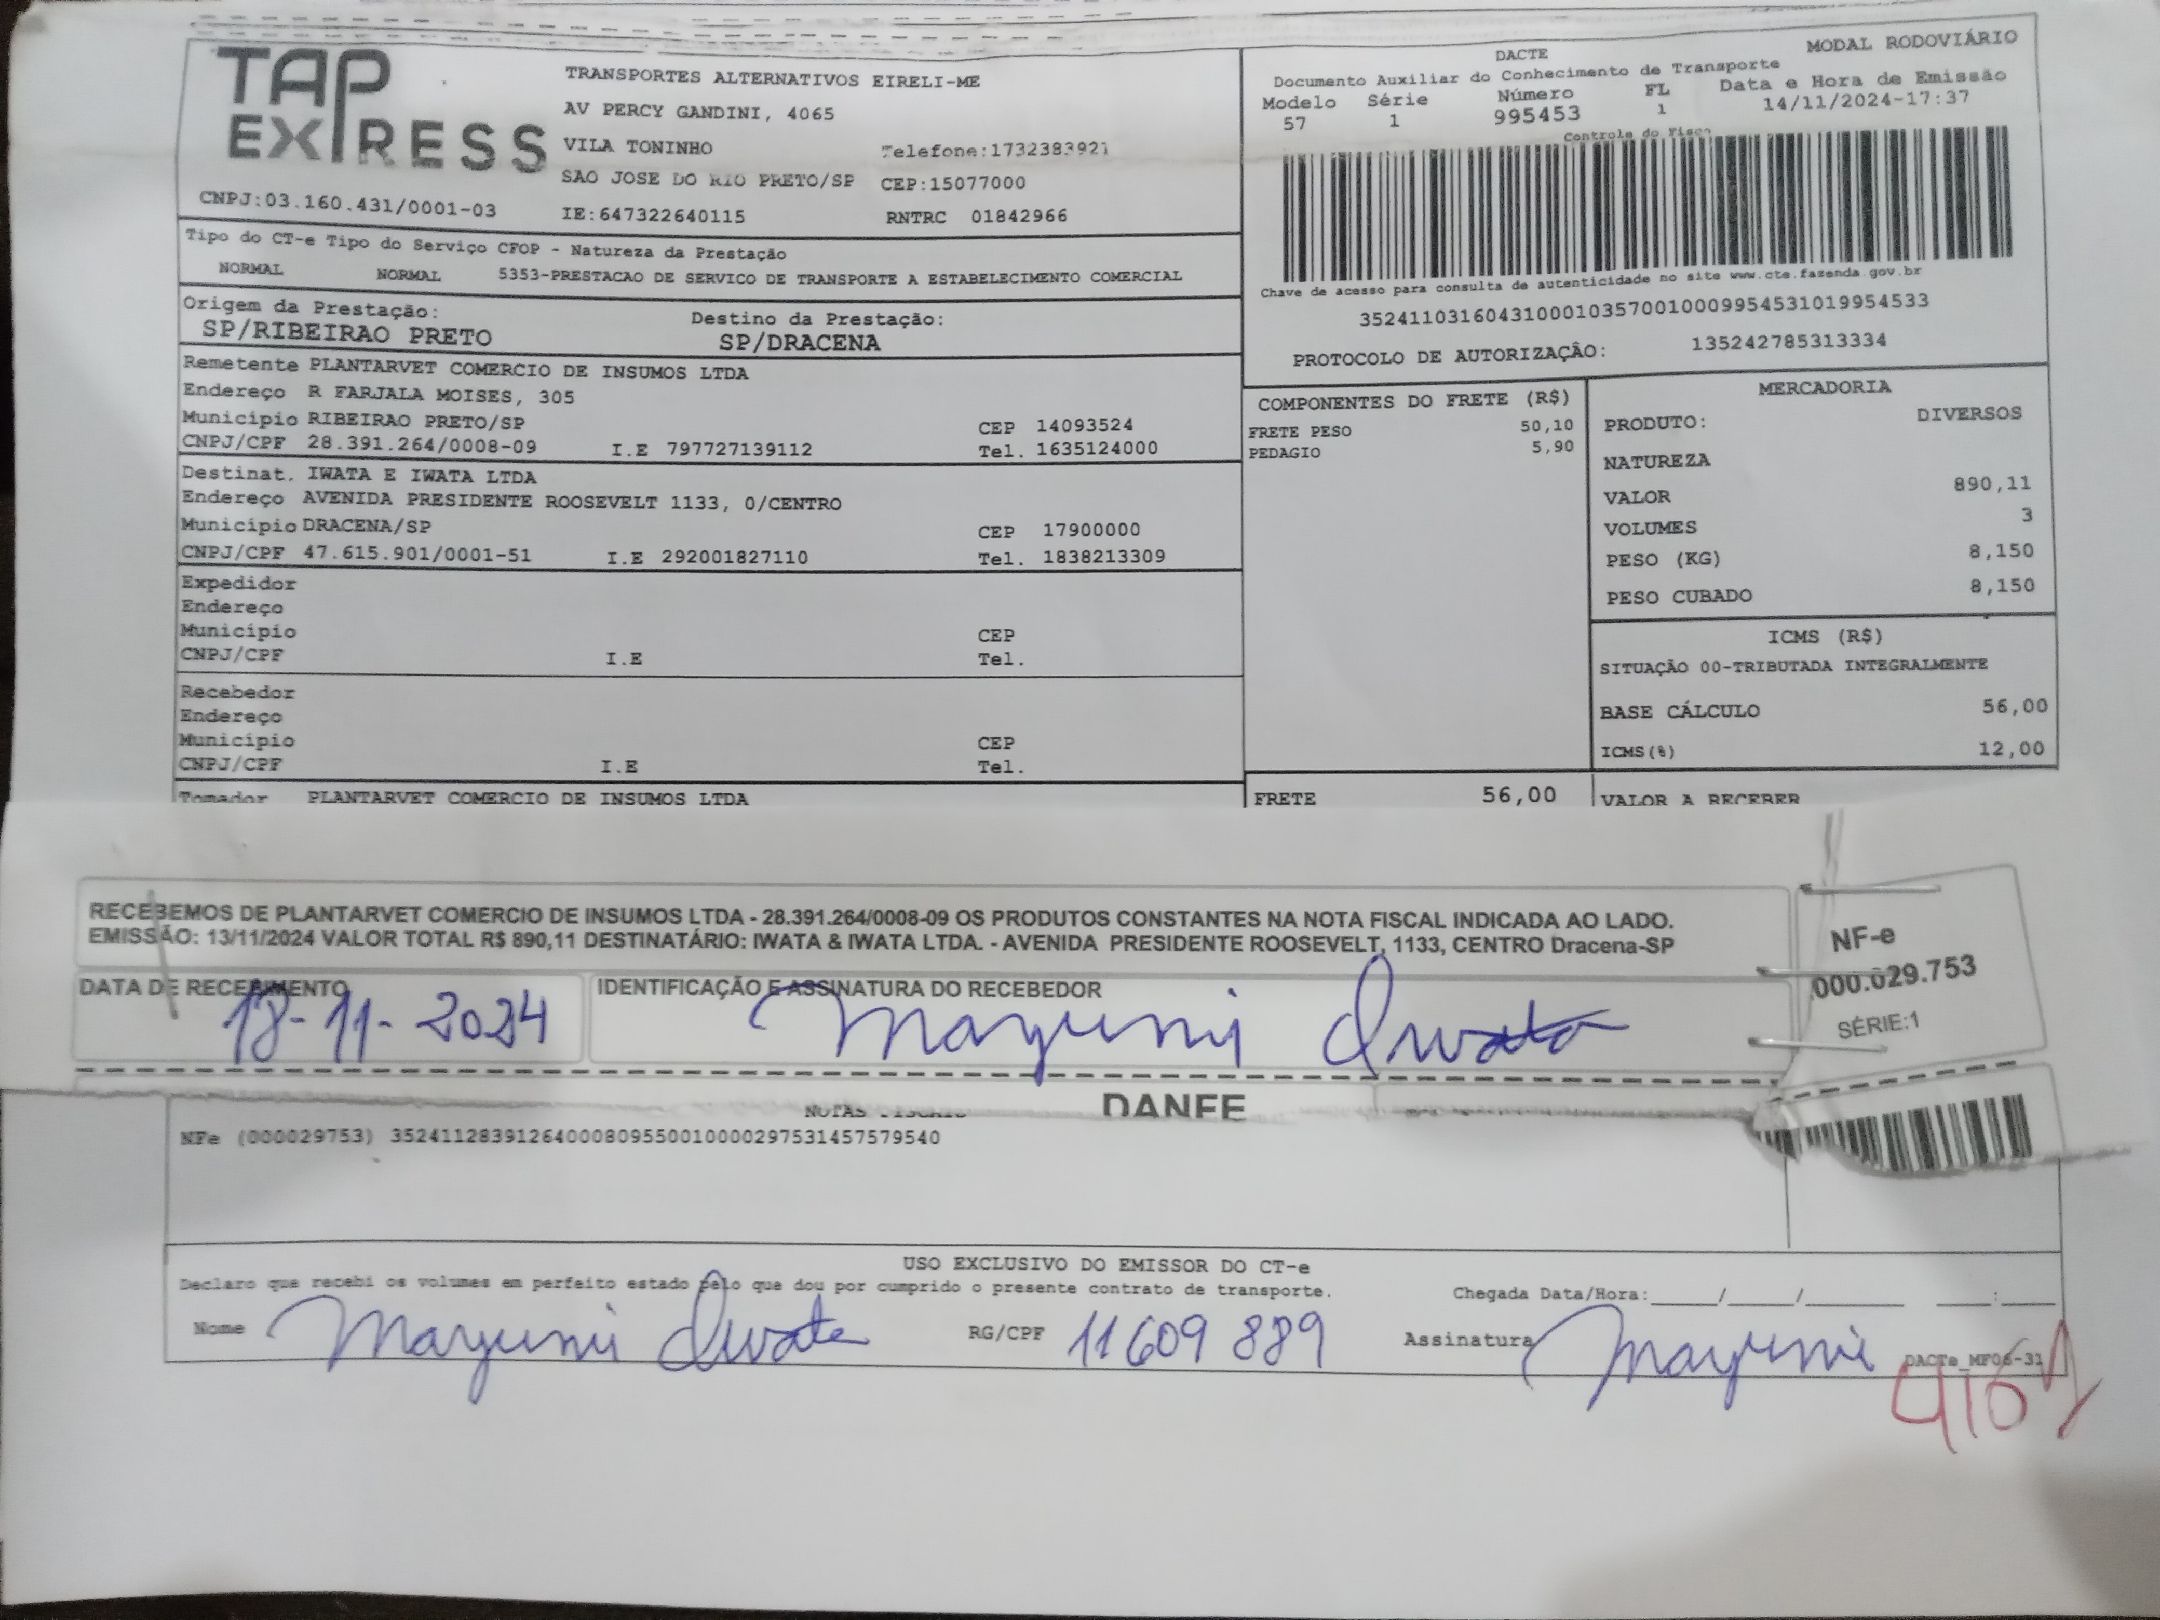 TAP EXPRESS
TRANSPORTES ALTERNATIVOS EIRELI-ME
AV PERCY GANDINI, 4065
VILA TONINHO Telefone:1732383921
SAO JOSE DO RIO PRETO/SP CEP:15077000
CNPJ:03.160.431/0001-03 IE:647322640115 RNTRC 01842966
DACTE MODAL RODOVIÁRIO
Documento Auxiliar do Conhecimento de Transporte
Modelo Série Número FL Data e Hora de Emissão
57 1 995453 1 14/11/2024-17:37
Controle do Fisco
Chave de acesso para consulta de autenticidade no site www.cte.fazenda.gov.br
35241103160431000103570010009954531019954533
PROTOCOLO DE AUTORIZAÇÂO: 135242785313334
Tipo do CT-e Tipo do Serviço CFOP - Natureza da Prestação
NORMAL NORMAL 5353-PRESTACAO DE SERVICO DE TRANSPORTE A ESTABELECIMENTO COMERCIAL
Origem da Prestação: Destino da Prestação:
SP/RIBEIRAO PRETO SP/DRACENA
Remetente PLANTARVET COMERCIO DE INSUMOS LTDA
Endereço R FARJALA MOISES, 305
Município RIBEIRAO PRETO/SP CEP 14093524
CNPJ/CPF 28.391.264/0008-09 I.E 797727139112 Tel. 1635124000
Destinat. IWATA E IWATA LTDA
Endereço AVENIDA PRESIDENTE ROOSEVELT 1133, 0/CENTRO
Município DRACENA/SP CEP 17900000
CNPJ/CPF 47.615.901/0001-51 I.E 292001827110 Tel. 1838213309
Expedidor
Endereço
Município CEP
CNPJ/CPF I.E Tel.
Recebedor
Endereço
Município CEP
CNPJ/CPF I.E Tel.
Tomador PLANTARVET COMERCIO DE INSUMOS LTDA
COMPONENTES DO FRETE (R$)
FRETE PESO 50,10
PEDAGIO 5,90
FRETE 56,00
MERCADORIA
PRODUTO: DIVERSOS
NATUREZA
VALOR 890,11
VOLUMES 3
PESO (KG) 8,150
PESO CUBADO 8,150
ICMS (R$)
SITUAÇÃO 00-TRIBUTADA INTEGRALMENTE
BASE CÁLCULO 56,00
ICMS(%) 12,00
VALOR A RECEBER
RECEBEMOS DE PLANTARVET COMERCIO DE INSUMOS LTDA - 28.391.264/0008-09 OS PRODUTOS CONSTANTES NA NOTA FISCAL INDICADA AO LADO.
EMISSÃO: 13/11/2024 VALOR TOTAL R$ 890,11 DESTINATÁRIO: IWATA & IWATA LTDA. - AVENIDA PRESIDENTE ROOSEVELT, 1133, CENTRO Dracena-SP
NF-e
000.029.753
SÉRIE:1
DATA DE RECEBIMENTO IDENTIFICAÇÃO E ASSINATURA DO RECEBEDOR
18-11-2024 Mayumi Iwata
NOTAS FISCAIS DANFE
NFe (000029753) 35241128391264000809550010000297531457579540
USO EXCLUSIVO DO EMISSOR DO CT-e
Declaro que recebi os volumes em perfeito estado pelo que dou por cumprido o presente contrato de transporte. Chegada Data/Hora:____/____/______ ___:___
Nome Mayumi Iwata RG/CPF 11609 889 Assinatura Mayumi
DACTe_MF06-31